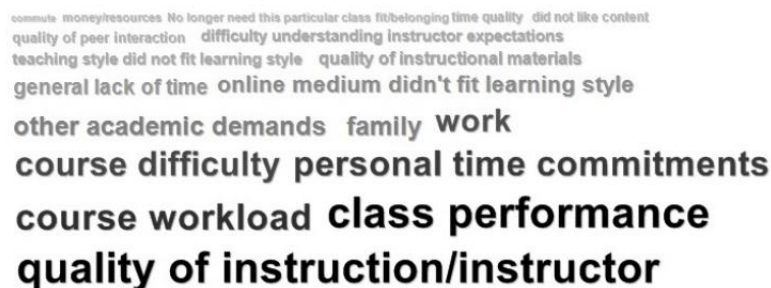 commute money/resources No longer need this particular class fit/belonging time quality did not like content
quality of peer interaction difficulty understanding instructor expectations
teaching style did not fit learning style quality of instructional materials
general lack of time online medium didn't fit learning style
other academic demands family work
course difficulty personal time commitments
course workload class performance
quality of instruction/instructor